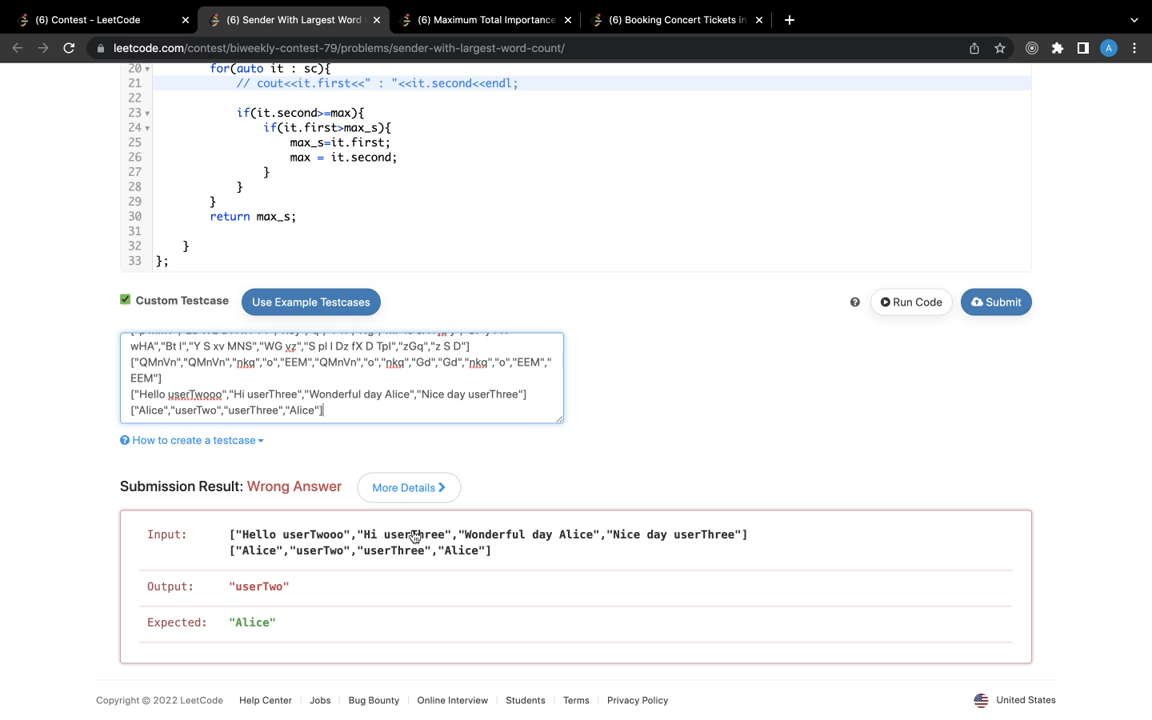 (6) Contest - LeetCode
(6) Sender With Largest Word
(6) Maximum Total Importance
(6) Booking Concert Tickets in
leetcode.com/contest/biweekly-contest-79/problems/sender-with-largest-word-count/
A
20 for(auto it : sc){
21 // cout<<it.first<<" : "<<it.second<<endl;
22
23 if(it.second>=max){
24 if(it.first>max_s){
25 max_s=it.first;
26 max = it.second;
27 }
28 }
29 }
30 return max_s;
31
32 }
33 };
Custom Testcase
Use Example Testcases
Run Code
Submit
wHA","Bt I","Y S xv MNS","WG yz","S pl I Dz fX D Tpl","zGq","z S D"]
["QMnVn","QMnVn","nkq","o","EEM","QMnVn","o","nkq","Gd","Gd","nkq","o","EEM","
EEM"]
["Hello userTwooo","Hi userThree","Wonderful day Alice","Nice day userThree"]
["Alice","userTwo","userThree","Alice"]
How to create a testcase
Submission Result: Wrong Answer
More Details
Input: ["Hello userTwooo","Hi userThree","Wonderful day Alice","Nice day userThree"]
["Alice","userTwo","userThree","Alice"]
Output: "userTwo"
Expected: "Alice"
Copyright © 2022 LeetCode Help Center Jobs Bug Bounty Online Interview Students Terms Privacy Policy United States